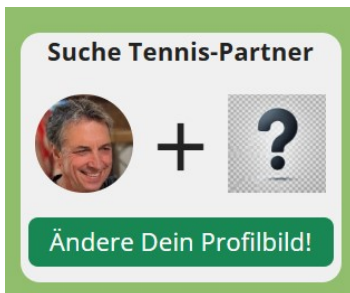 Suche Tennis-Partner
+
?
Ändere Dein Profilbild!